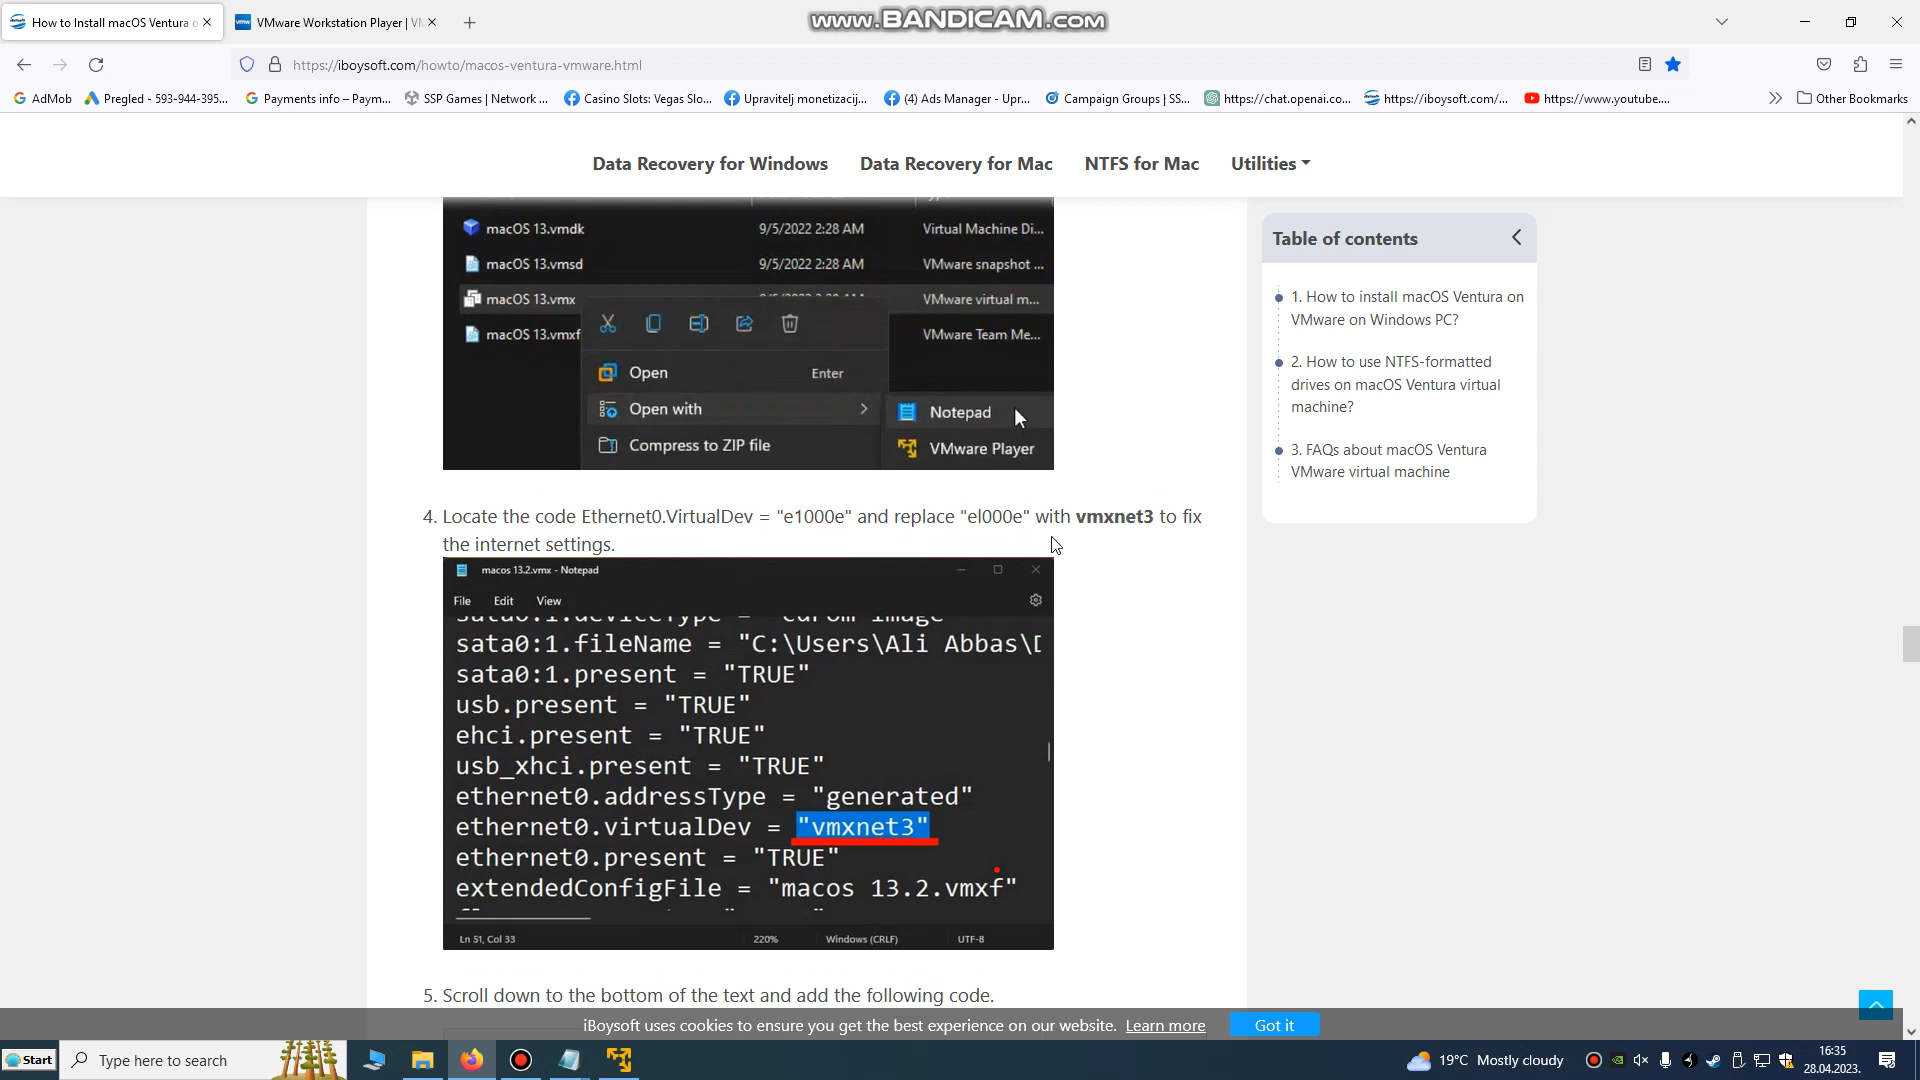 How to Install macOS Ventura o
VMware Workstation Player | VM
www.BANDICAM.com
https://iboysoft.com/howto/macos-ventura-vmware.html
AdMob
Pregled - 593-944-395...
Payments info – Paym...
SSP Games | Network ...
Casino Slots: Vegas Slo...
Upravitelj monetizacij...
(4) Ads Manager - Upr...
Campaign Groups | SS...
https://chat.openai.co...
https://iboysoft.com/...
https://www.youtube....
Other Bookmarks
Data Recovery for Windows
Data Recovery for Mac
NTFS for Mac
Utilities
macOS 13.vmdk 9/5/2022 2:28 AM Virtual Machine Di...
macOS 13.vmsd 9/5/2022 2:28 AM VMware snapshot ...
macOS 13.vmx VMware virtual m...
macOS 13.vmxf VMware Team Me...
Open Enter
Open with
Notepad
Compress to ZIP file
VMware Player
4. Locate the code Ethernet0.VirtualDev = "e1000e" and replace "el000e" with vmxnet3 to fix
the internet settings.
macos 13.2.vmx - Notepad
File Edit View
sata0:1.deviceType = "cdrom-image"
sata0:1.fileName = "C:\Users\Ali Abbas\D
sata0:1.present = "TRUE"
usb.present = "TRUE"
ehci.present = "TRUE"
usb_xhci.present = "TRUE"
ethernet0.addressType = "generated"
ethernet0.virtualDev = "vmxnet3"
ethernet0.present = "TRUE"
extendedConfigFile = "macos 13.2.vmxf"
Ln 51, Col 33 220% Windows (CRLF) UTF-8
5. Scroll down to the bottom of the text and add the following code.
Table of contents
1. How to install macOS Ventura on
VMware on Windows PC?
2. How to use NTFS-formatted
drives on macOS Ventura virtual
machine?
3. FAQs about macOS Ventura
VMware virtual machine
iBoysoft uses cookies to ensure you get the best experience on our website. Learn more Got it
Start
Type here to search
19°C Mostly cloudy
16:35
28.04.2023.